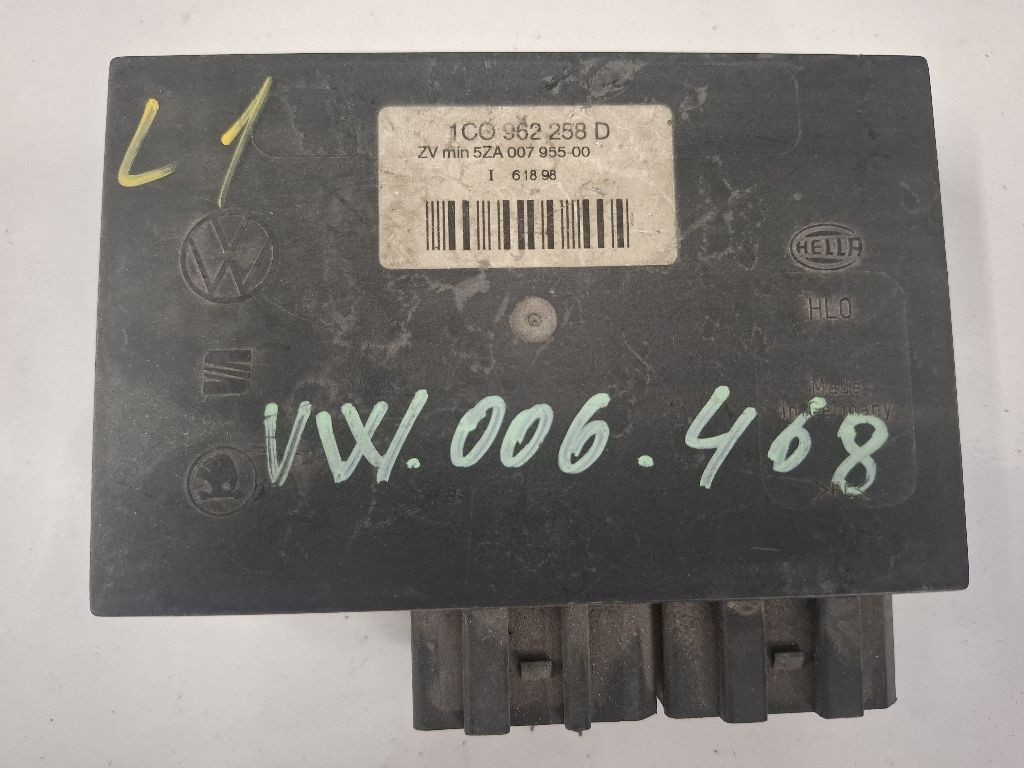 L1
1C0 962 258 D
ZV min 5ZA 007 955-00
I 618 98
HELLA
HLO
Made
in Germany
VW.006.468